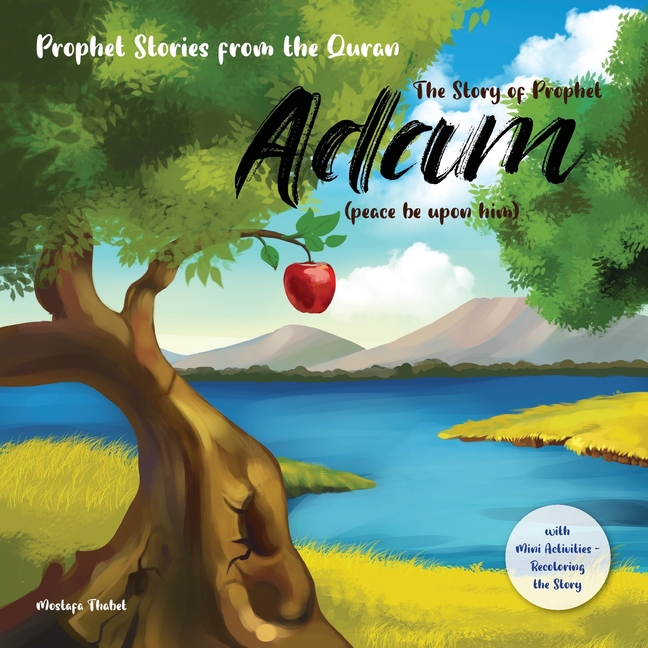 Prophet Stories from the Quran
The Story of Prophet
Adam
(peace be upon him)
with
Mini Activities -
Recoloring
the Story
Mostafa Thabet